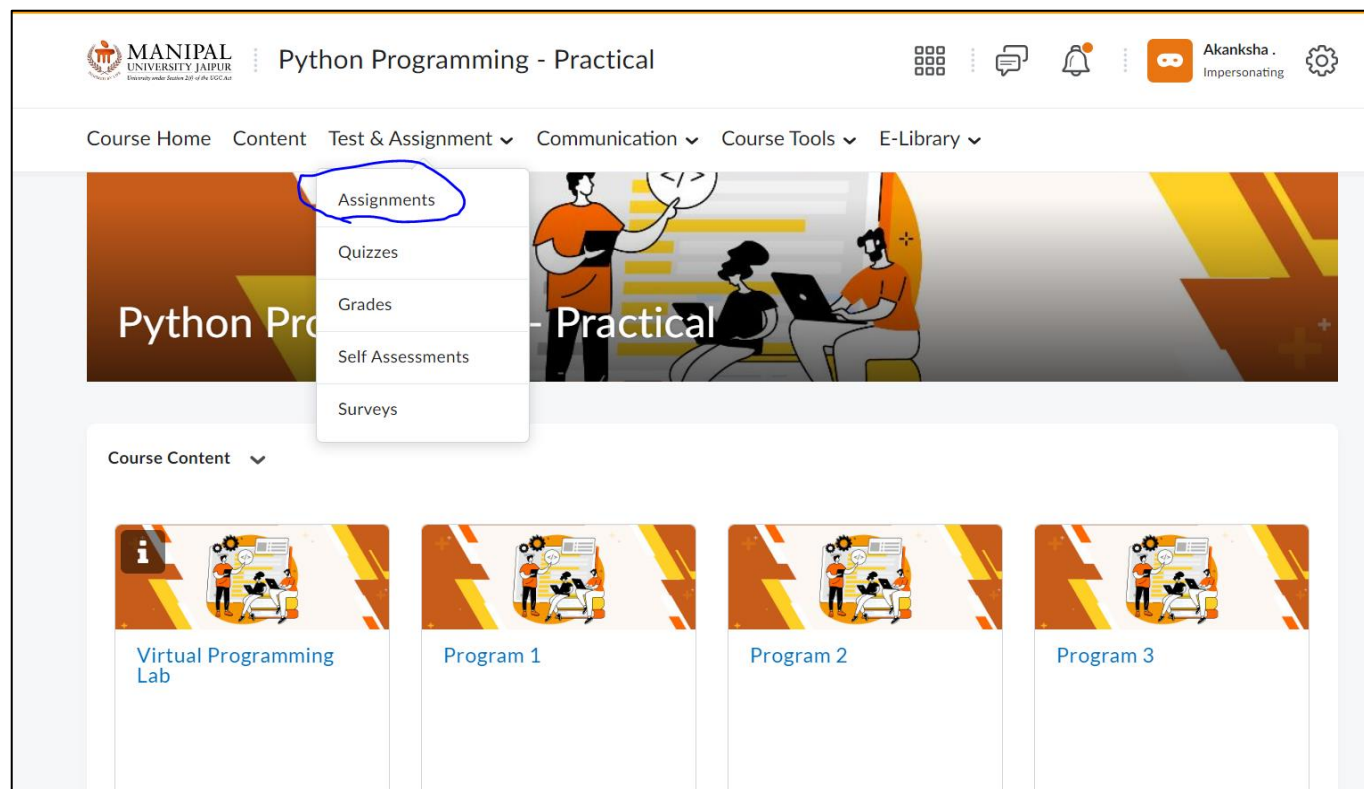 MANIPAL
UNIVERSITY JAIPUR
University under Section 2(f) of the UGC Act
Python Programming - Practical
Akanksha .
Impersonating
Course Home Content Test & Assignment Communication Course Tools E-Library
Assignments
Quizzes
Grades
Self Assessments
Surveys
</>
Python Pro - Practical
Course Content
i
Virtual Programming
Lab
Program 1
Program 2
Program 3